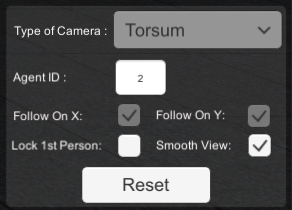 Type of Camera : Torsum
Agent ID : 2
Follow On X: Follow On Y:
Lock 1st Person: Smooth View:
Reset